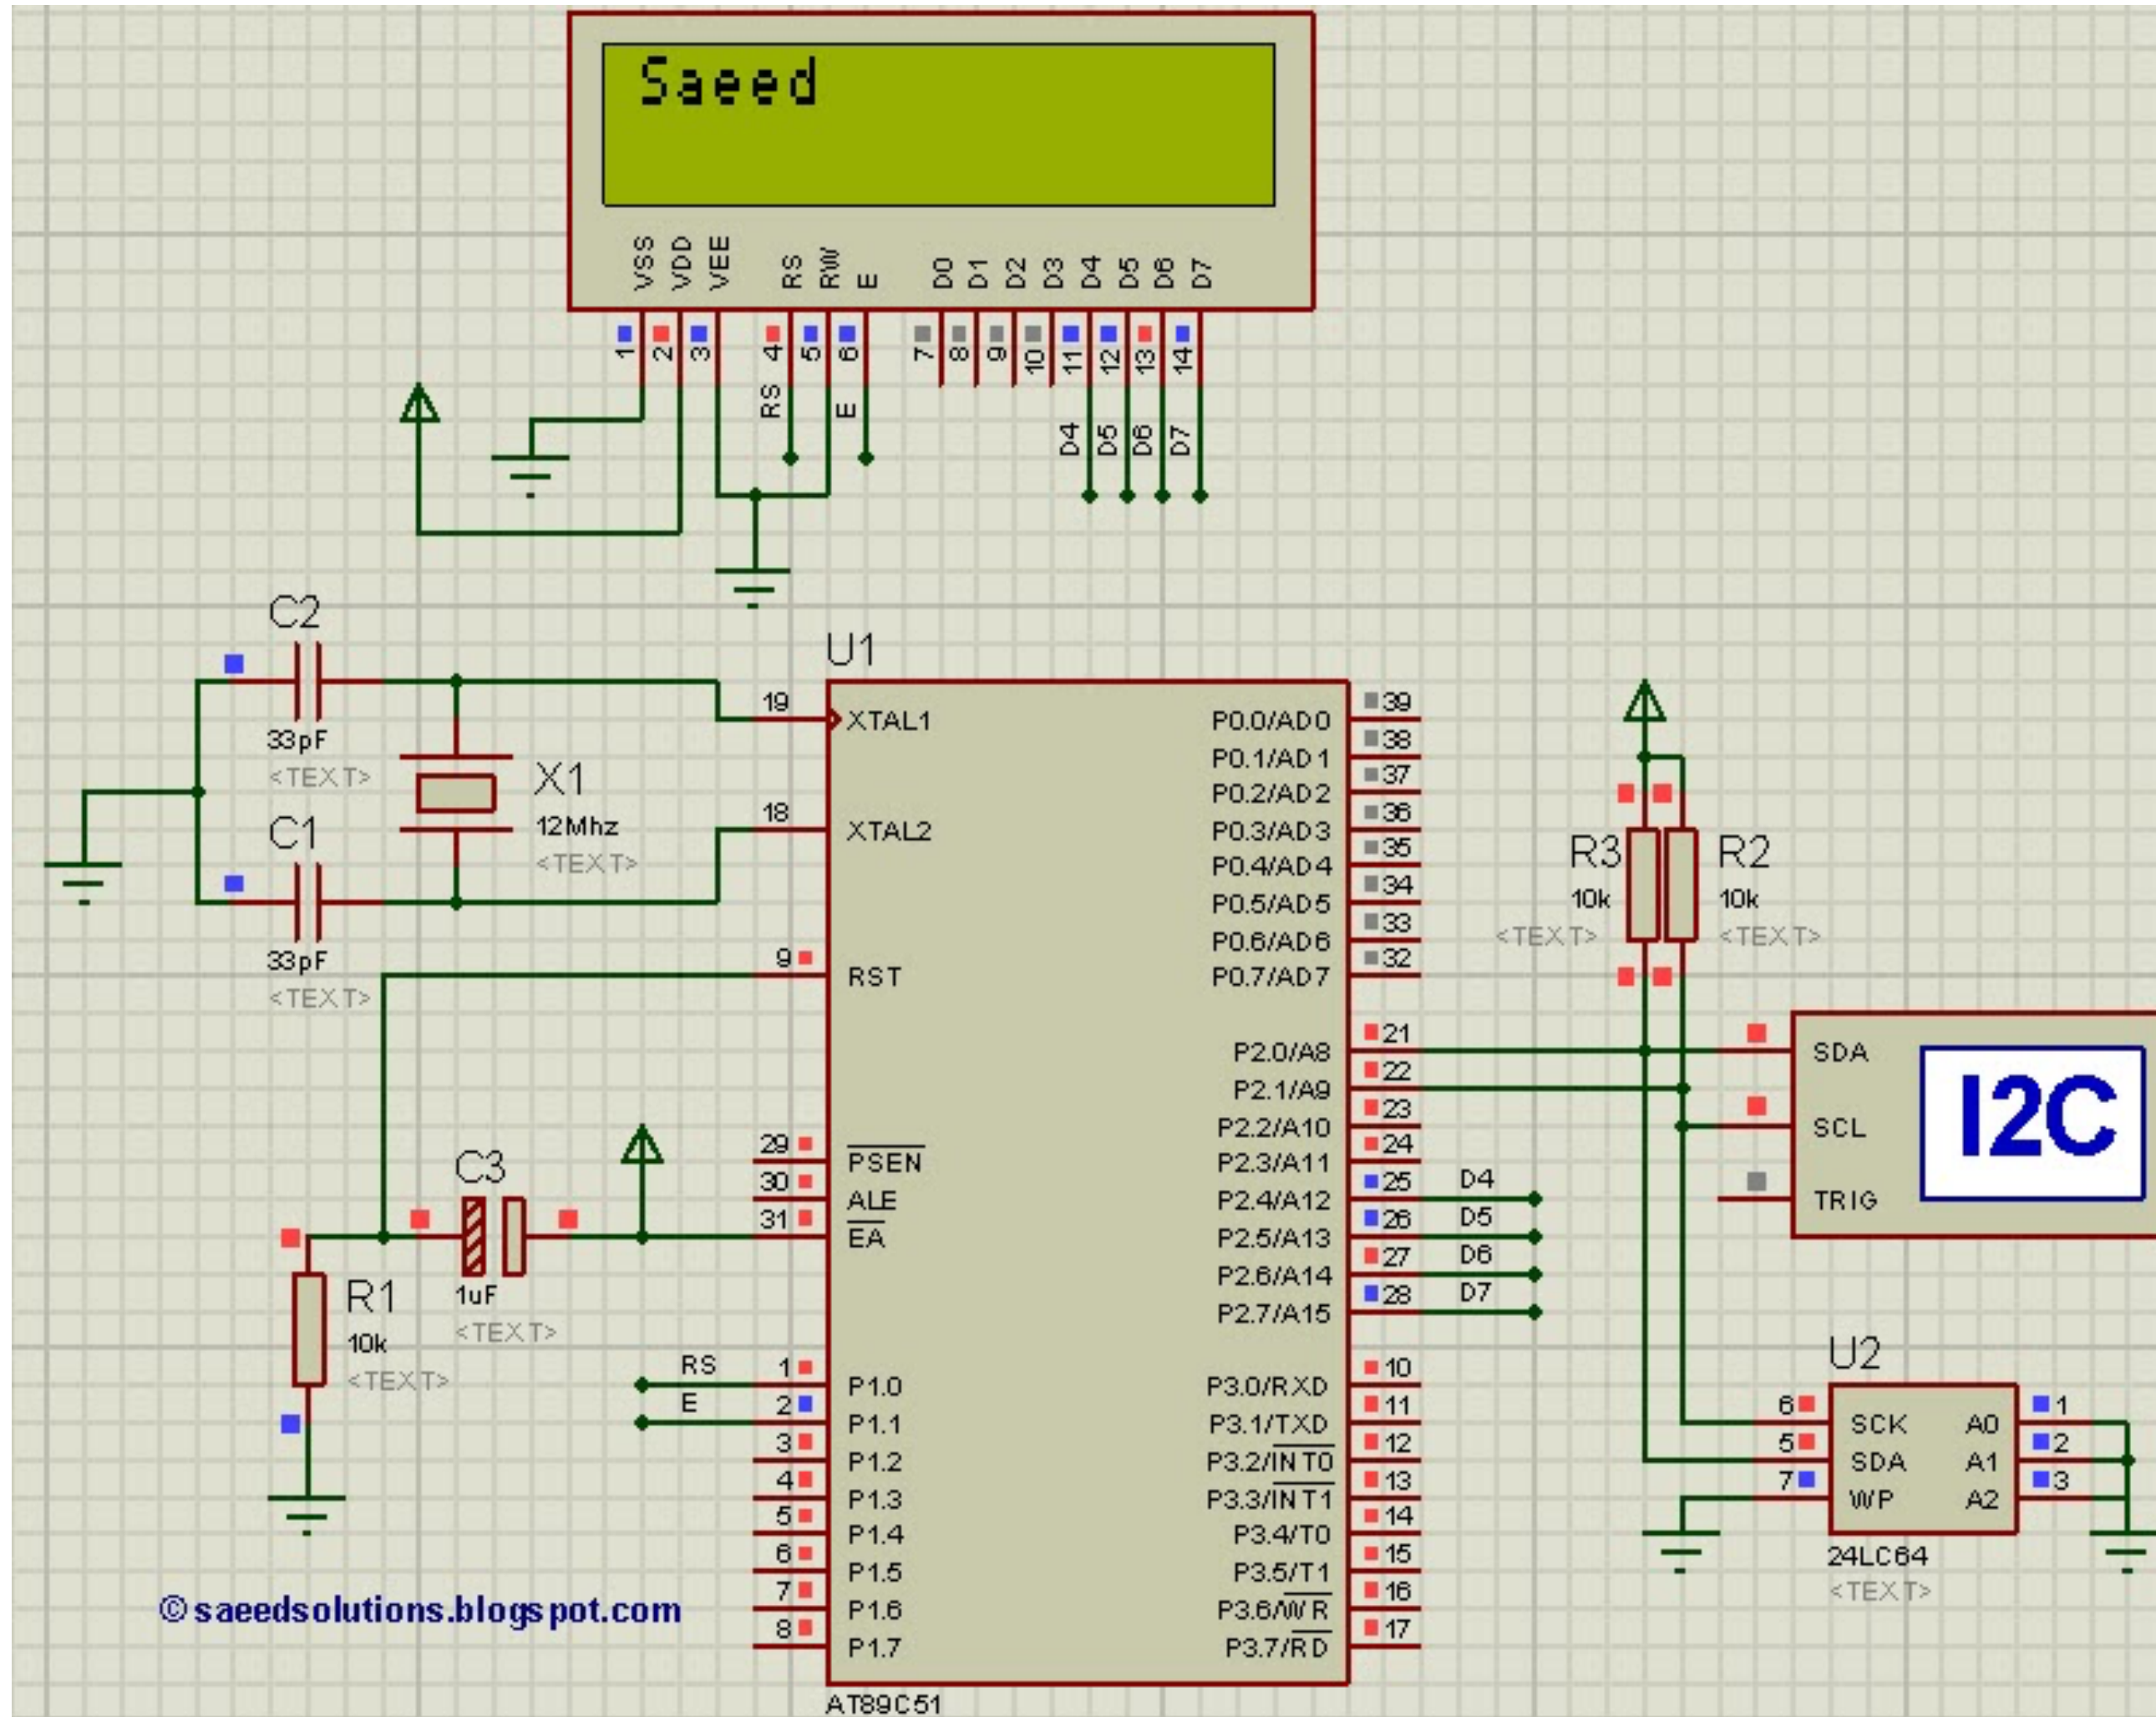 Saeed
VSS VDD VEE RS RW E D0 D1 D2 D3 D4 D5 D6 D7
1 2 3 4 5 6 7 8 9 10 11 12 13 14
RS E D4 D5 D6 D7
C2
33pF
<TEXT>
X1
12Mhz
<TEXT>
C1
33pF
<TEXT>
U1
19 XTAL1
18 XTAL2
9 RST
29 PSEN
30 ALE
31 EA
C3
1uF
<TEXT>
R1
10k
<TEXT>
RS 1 P1.0
E 2 P1.1
3 P1.2
4 P1.3
5 P1.4
6 P1.5
7 P1.6
8 P1.7
P0.0/AD0 39
P0.1/AD1 38
P0.2/AD2 37
P0.3/AD3 36
P0.4/AD4 35
P0.5/AD5 34
P0.6/AD6 33
P0.7/AD7 32
P2.0/A8 21
P2.1/A9 22
P2.2/A10 23
P2.3/A11 24
P2.4/A12 25 D4
P2.5/A13 26 D5
P2.6/A14 27 D6
P2.7/A15 28 D7
P3.0/RXD 10
P3.1/TXD 11
P3.2/INT0 12
P3.3/INT1 13
P3.4/T0 14
P3.5/T1 15
P3.6/WR 16
P3.7/RD 17
AT89C51
R3
10k
<TEXT>
R2
10k
<TEXT>
SDA
SCL
TRIG
I2C
U2
6 SCK A0 1
5 SDA A1 2
7 WP A2 3
24LC64
<TEXT>
©saeedsolutions.blogspot.com